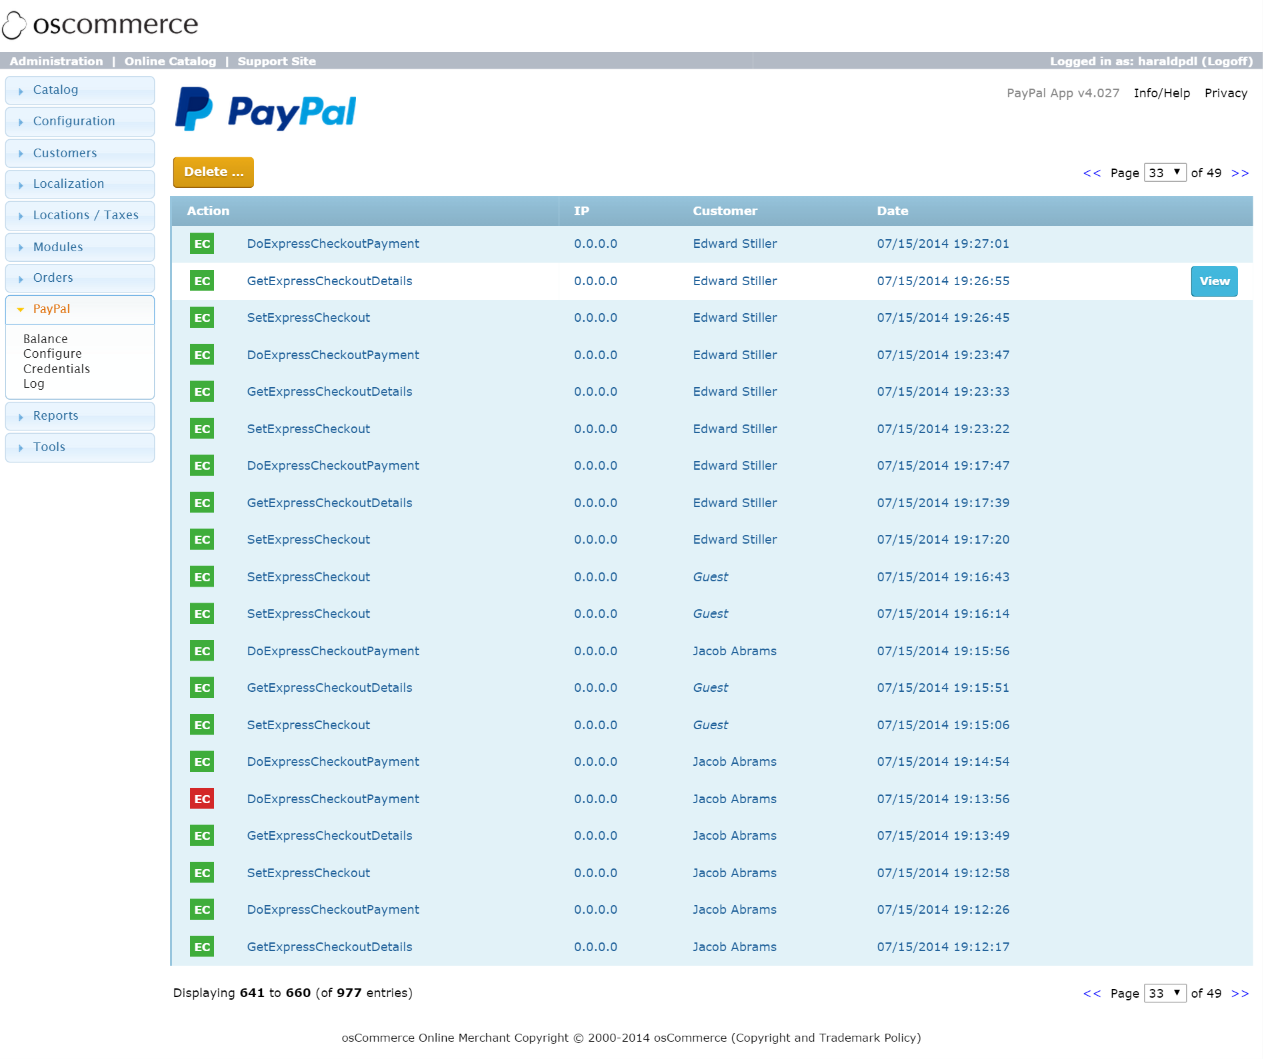 oscommerce
Administration | Online Catalog | Support Site Logged in as: haraldpdl (Logoff)
Catalog
Configuration
Customers
Localization
Locations / Taxes
Modules
Orders
PayPal
Balance
Configure
Credentials
Log
Reports
Tools
PayPal PayPal App v4.027 Info/Help Privacy
Delete ... << Page 33 of 49 >>
Action IP Customer Date
EC DoExpressCheckoutPayment 0.0.0.0 Edward Stiller 07/15/2014 19:27:01
EC GetExpressCheckoutDetails 0.0.0.0 Edward Stiller 07/15/2014 19:26:55 View
EC SetExpressCheckout 0.0.0.0 Edward Stiller 07/15/2014 19:26:45
EC DoExpressCheckoutPayment 0.0.0.0 Edward Stiller 07/15/2014 19:23:47
EC GetExpressCheckoutDetails 0.0.0.0 Edward Stiller 07/15/2014 19:23:33
EC SetExpressCheckout 0.0.0.0 Edward Stiller 07/15/2014 19:23:22
EC DoExpressCheckoutPayment 0.0.0.0 Edward Stiller 07/15/2014 19:17:47
EC GetExpressCheckoutDetails 0.0.0.0 Edward Stiller 07/15/2014 19:17:39
EC SetExpressCheckout 0.0.0.0 Edward Stiller 07/15/2014 19:17:20
EC SetExpressCheckout 0.0.0.0 Guest 07/15/2014 19:16:43
EC SetExpressCheckout 0.0.0.0 Guest 07/15/2014 19:16:14
EC DoExpressCheckoutPayment 0.0.0.0 Jacob Abrams 07/15/2014 19:15:56
EC GetExpressCheckoutDetails 0.0.0.0 Guest 07/15/2014 19:15:51
EC SetExpressCheckout 0.0.0.0 Guest 07/15/2014 19:15:06
EC DoExpressCheckoutPayment 0.0.0.0 Jacob Abrams 07/15/2014 19:14:54
EC DoExpressCheckoutPayment 0.0.0.0 Jacob Abrams 07/15/2014 19:13:56
EC GetExpressCheckoutDetails 0.0.0.0 Jacob Abrams 07/15/2014 19:13:49
EC SetExpressCheckout 0.0.0.0 Jacob Abrams 07/15/2014 19:12:58
EC DoExpressCheckoutPayment 0.0.0.0 Jacob Abrams 07/15/2014 19:12:26
EC GetExpressCheckoutDetails 0.0.0.0 Jacob Abrams 07/15/2014 19:12:17
Displaying 641 to 660 (of 977 entries) << Page 33 of 49 >>
osCommerce Online Merchant Copyright © 2000-2014 osCommerce (Copyright and Trademark Policy)